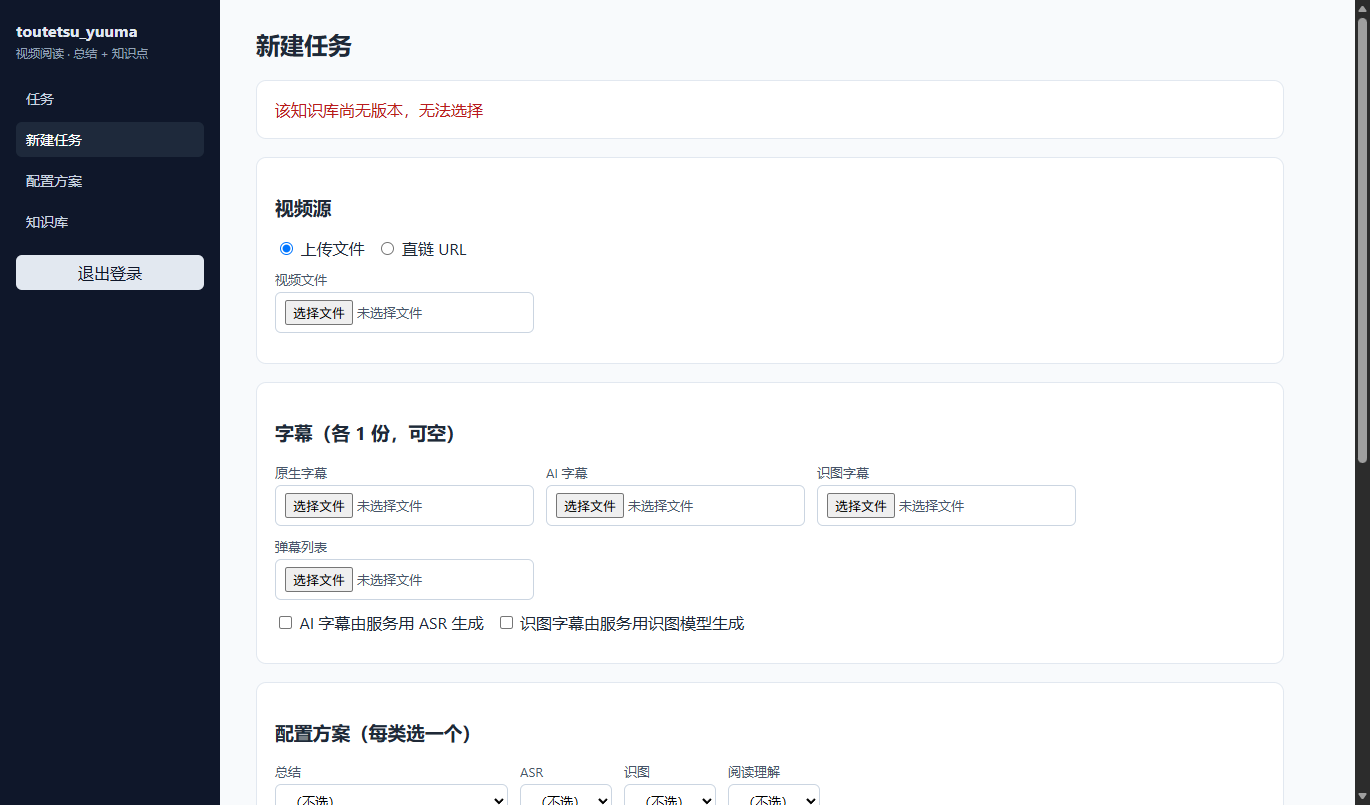 toutetsu_yuuma
视频阅读 · 总结 + 知识点
任务
新建任务
配置方案
知识库
退出登录
新建任务
该知识库尚无版本，无法选择
视频源
上传文件 直链 URL
视频文件
选择文件 未选择文件
字幕（各 1 份，可空）
原生字幕 AI 字幕 识图字幕
选择文件 未选择文件 选择文件 未选择文件 选择文件 未选择文件
弹幕列表
选择文件 未选择文件
AI 字幕由服务用 ASR 生成 识图字幕由服务用识图模型生成
配置方案（每类选一个）
总结 ASR 识图 阅读理解
（不选） （不选） （不选） （不选）